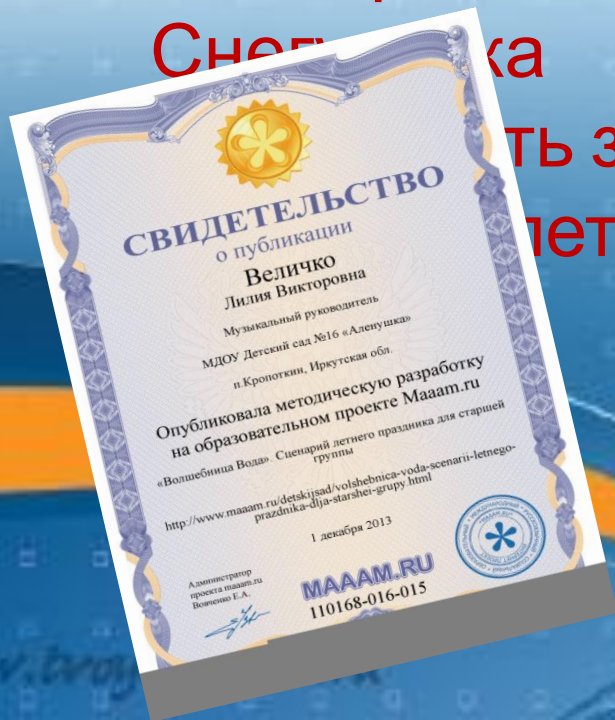 Снегу ка
ть з
лет
СВИДЕТЕЛЬСТВО
о публикации
Величко
Лилия Викторовна
Музыкальный руководитель
МДОУ Детский сад №16 «Аленушка»
п.Кропоткин, Иркутская обл.
Опубликовала методическую разработку
на образовательном проекте Maaam.ru
«Волшебница Вода». Сценарий летнего праздника для старшей
группы
http://www.maaam.ru/detskijsad/volshebnica-voda-scenarii-letnego-
prazdnika-dlja-starshei-grupy.html
1 декабря 2013
Администратор
проекта maaam.ru
Вовченко Е.А.
MAAAM.RU
110168-016-015